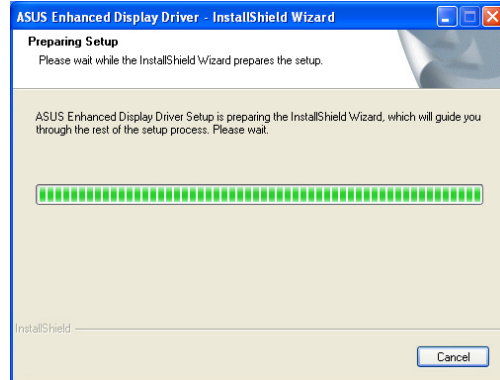 ASUS Enhanced Display Driver - InstallShield Wizard
Preparing Setup
Please wait while the InstallShield Wizard prepares the setup.
ASUS Enhanced Display Driver Setup is preparing the InstallShield Wizard, which will guide you
through the rest of the setup process. Please wait.
InstallShield
Cancel